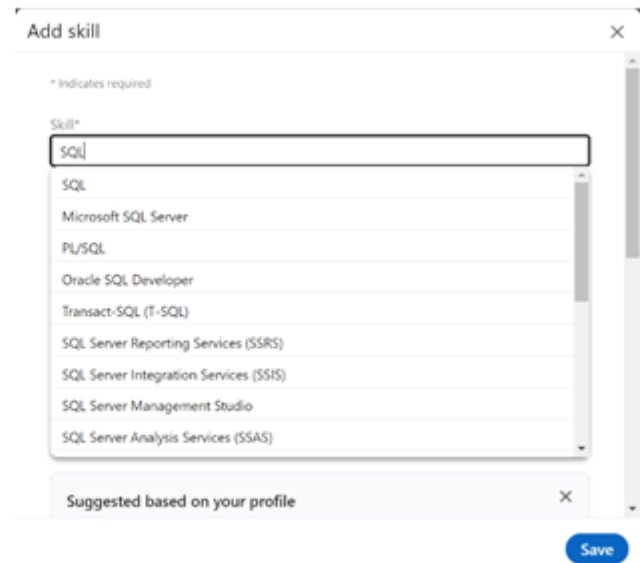 Add skill
* Indicates required
Skill*
SQL
SQL
Microsoft SQL Server
PL/SQL
Oracle SQL Developer
Transact-SQL (T-SQL)
SQL Server Reporting Services (SSRS)
SQL Server Integration Services (SSIS)
SQL Server Management Studio
SQL Server Analysis Services (SSAS)
Suggested based on your profile
Save